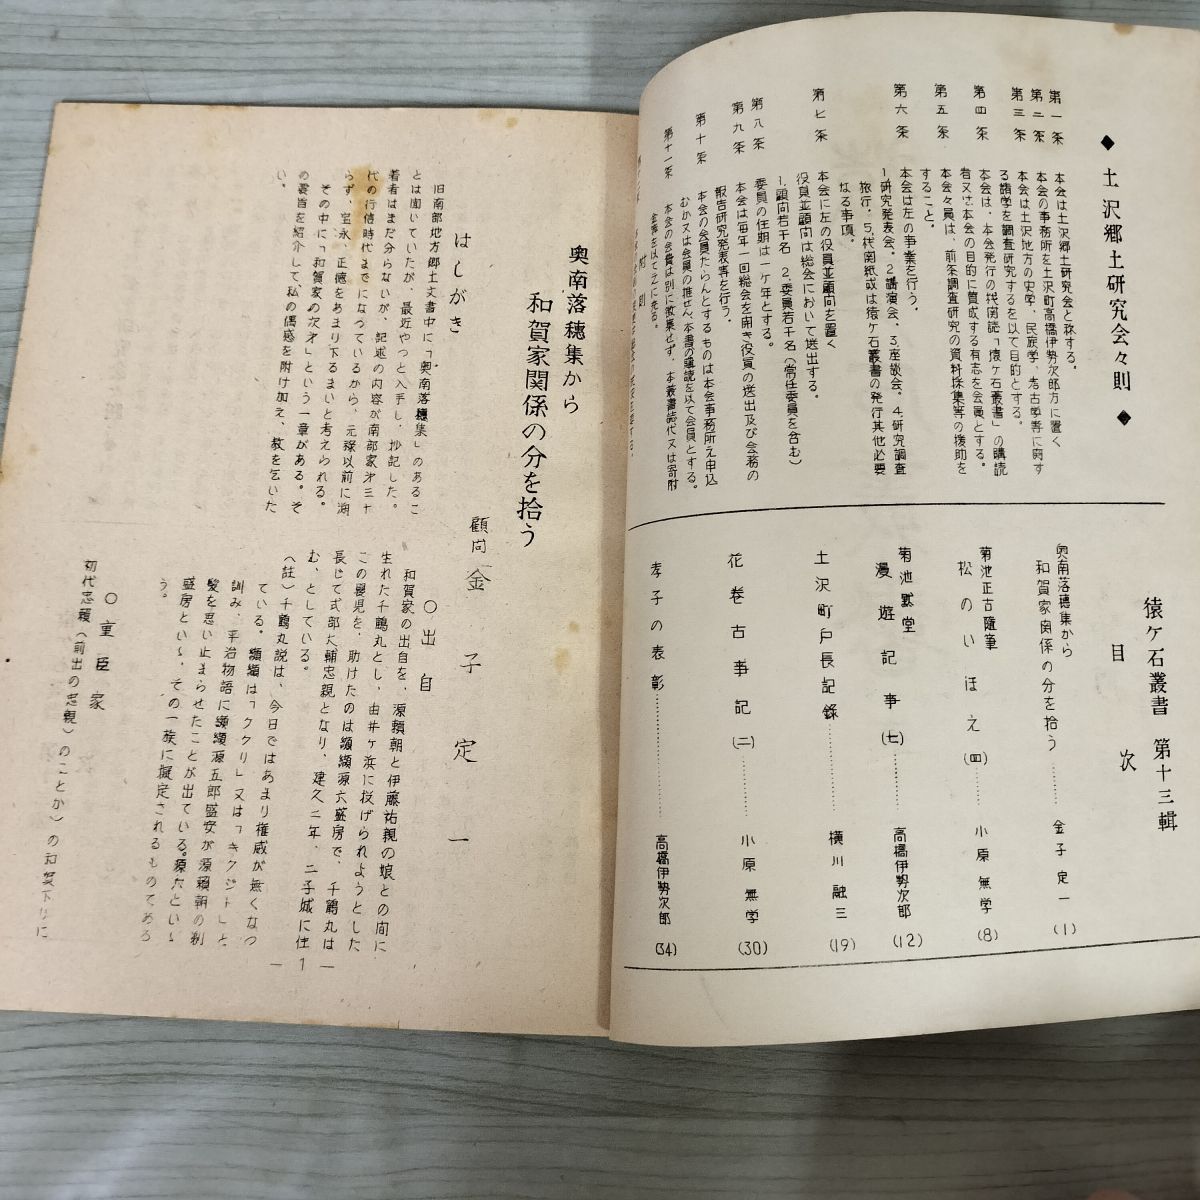 ◆ 土沢郷土研究会々則 ◆
第一条 本会は土沢郷土研究会と称する。
第二条 本会の事務所を土沢町高橋伊勢次郎方に置く
第三条 本会は土沢地方の史学、民族学、考古学等に関す
る諸学を調査研究するを以て目的とする。
第四条 本会は、本会発行の機関誌「猿ケ石叢書」の購読
者又は本会の目的に賛成する有志を会員とする。
第五条 本会々員は、前条調査研究の資料採集等の援助を
すること。
第六条 本会は左の事業を行う。
1.研究発表会、2.講演会、3.座談会、4.研究調査
旅行、5.機関紙或は猿ケ石叢書の発行其他必要
なる事項。
第七条 本会に左の役員並顧問を置く
役員並顧問は総会において選出する。
1.顧問若干名 2.委員若干名(常任委員を含む)
第八条 委員の任期は一ケ年とする。
第九条 本会は毎年一回総会を開き役員の選出及び会務の
報告研究発表等を行う。
第十条 本会の会員たらんとするものは本会事務所え申込
むか又は会員の推せん、本書の購読を以て会員とする。
第十一条 本会の会費は別に徴集せず、本叢書誌代又は寄附
金等を以て之に充る。
附則
猿ケ石叢書 第十三輯
目次
奥南落穂集から
和賀家関係の分を拾う………金子定一(1)
菊池正古随筆
松のいほえ(四)………小原無学(8)
菊池黙堂
漫遊記事(七)………高橋伊勢次郎(12)
土沢町戸長記録………横川融三(19)
花巻古事記(二)………小原無学(30)
孝子の表彰………高橋伊勢次郎(34)
奥南落穂集から
和賀家関係の分を拾う
顧問 金子定一
はしがき
旧南部地方郷土文書中に「奥南落穂集」のあるこ
とは聞いていたが、最近やっと入手し、抄記した。
著者はまだ分らないが、記述の内容が南部家才三十
代の行信時代までになっているから、元祿以前に溯
らず、宝永、正徳をあまり下るまいと考えられる。
その中に「和賀家の次才」という一章がある。そ
の要旨を紹介して、私の偶感を附け加え、教を乞いた
い。
○出自
和賀家の出自を、源頼朝と伊藤祐親の娘との間に
生れた千鶴丸とし、由井ケ浜に投げられようとした
この嬰児を、助けたのは纐纈源六盛房で、千鶴丸は
長じて式部大輔忠親となり、建久二年、二子城に住
む、としている。
(註)千鶴丸説は、今日ではあまり権威が無くなつ
ている。纐纈は「ククリ」又は「キクジト」と
訓み、平治物語に纐纈源五郎盛安が源頼朝の剃
髪を思い止まらせたことが出ている。源六といゝ
盛房といゝ、その一族に擬定されるものであろ
う。
○重臣家
初代忠頼(前出の忠親)のことか)の和賀下りに
― 1 ―